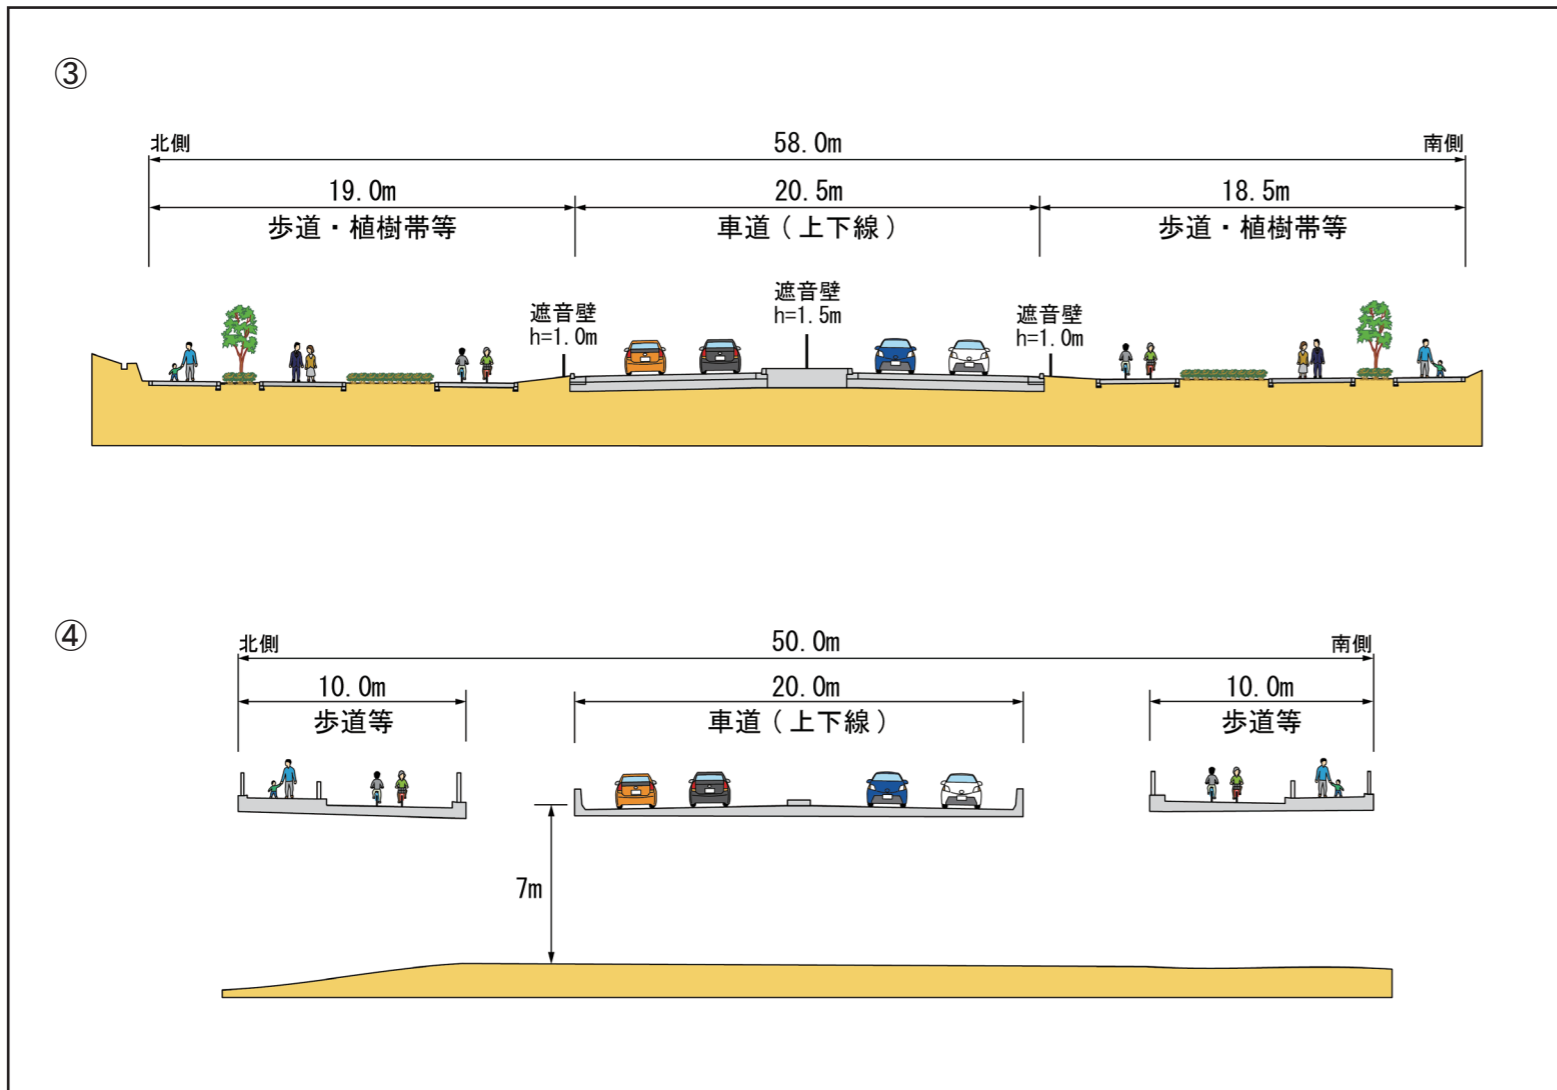 ③
北側
58.0m
南側
19.0m
20.5m
18.5m
歩道・植樹帯等
車道(上下線)
歩道・植樹帯等
遮音壁
h=1.0m
遮音壁
h=1.5m
遮音壁
h=1.0m
④
北側
50.0m
南側
10.0m
20.0m
10.0m
歩道等
車道(上下線)
歩道等
7m